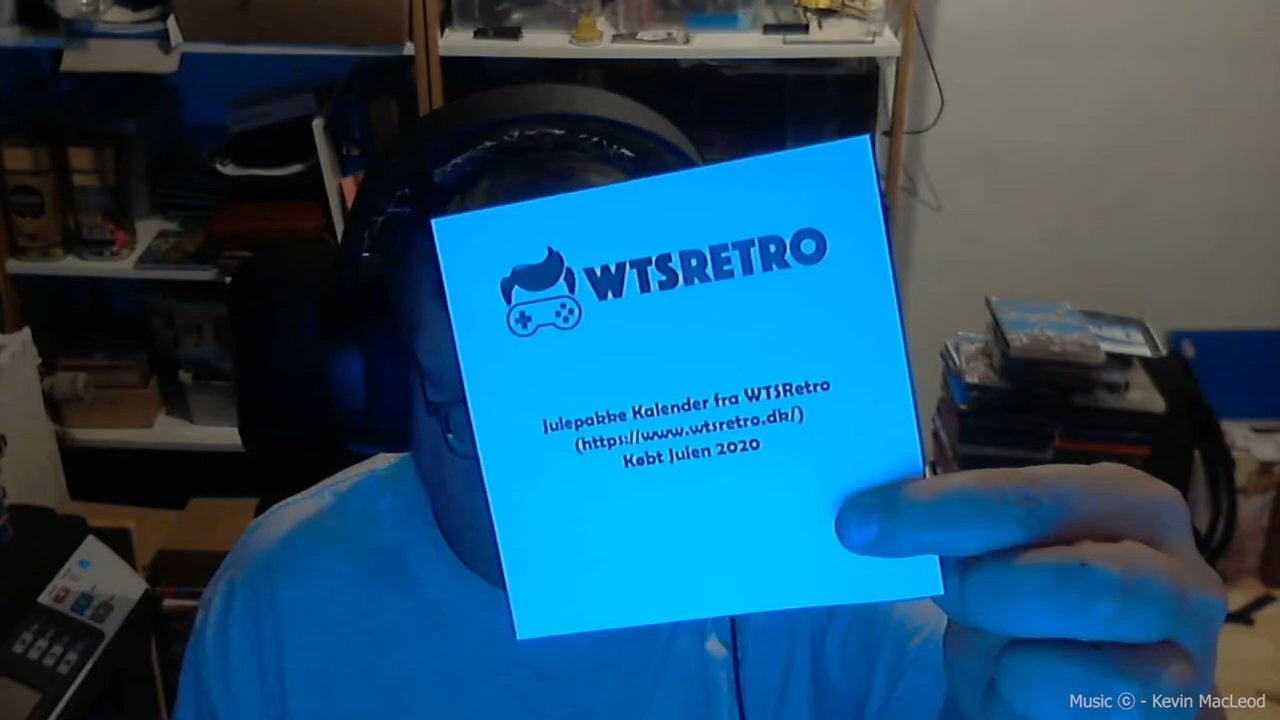 WTSRETRO
Julepakke Kalender fra WTSRetro
(https://www.wtsretro.dk/)
Købt Julen 2020
Music ⓒ - Kevin MacLeod